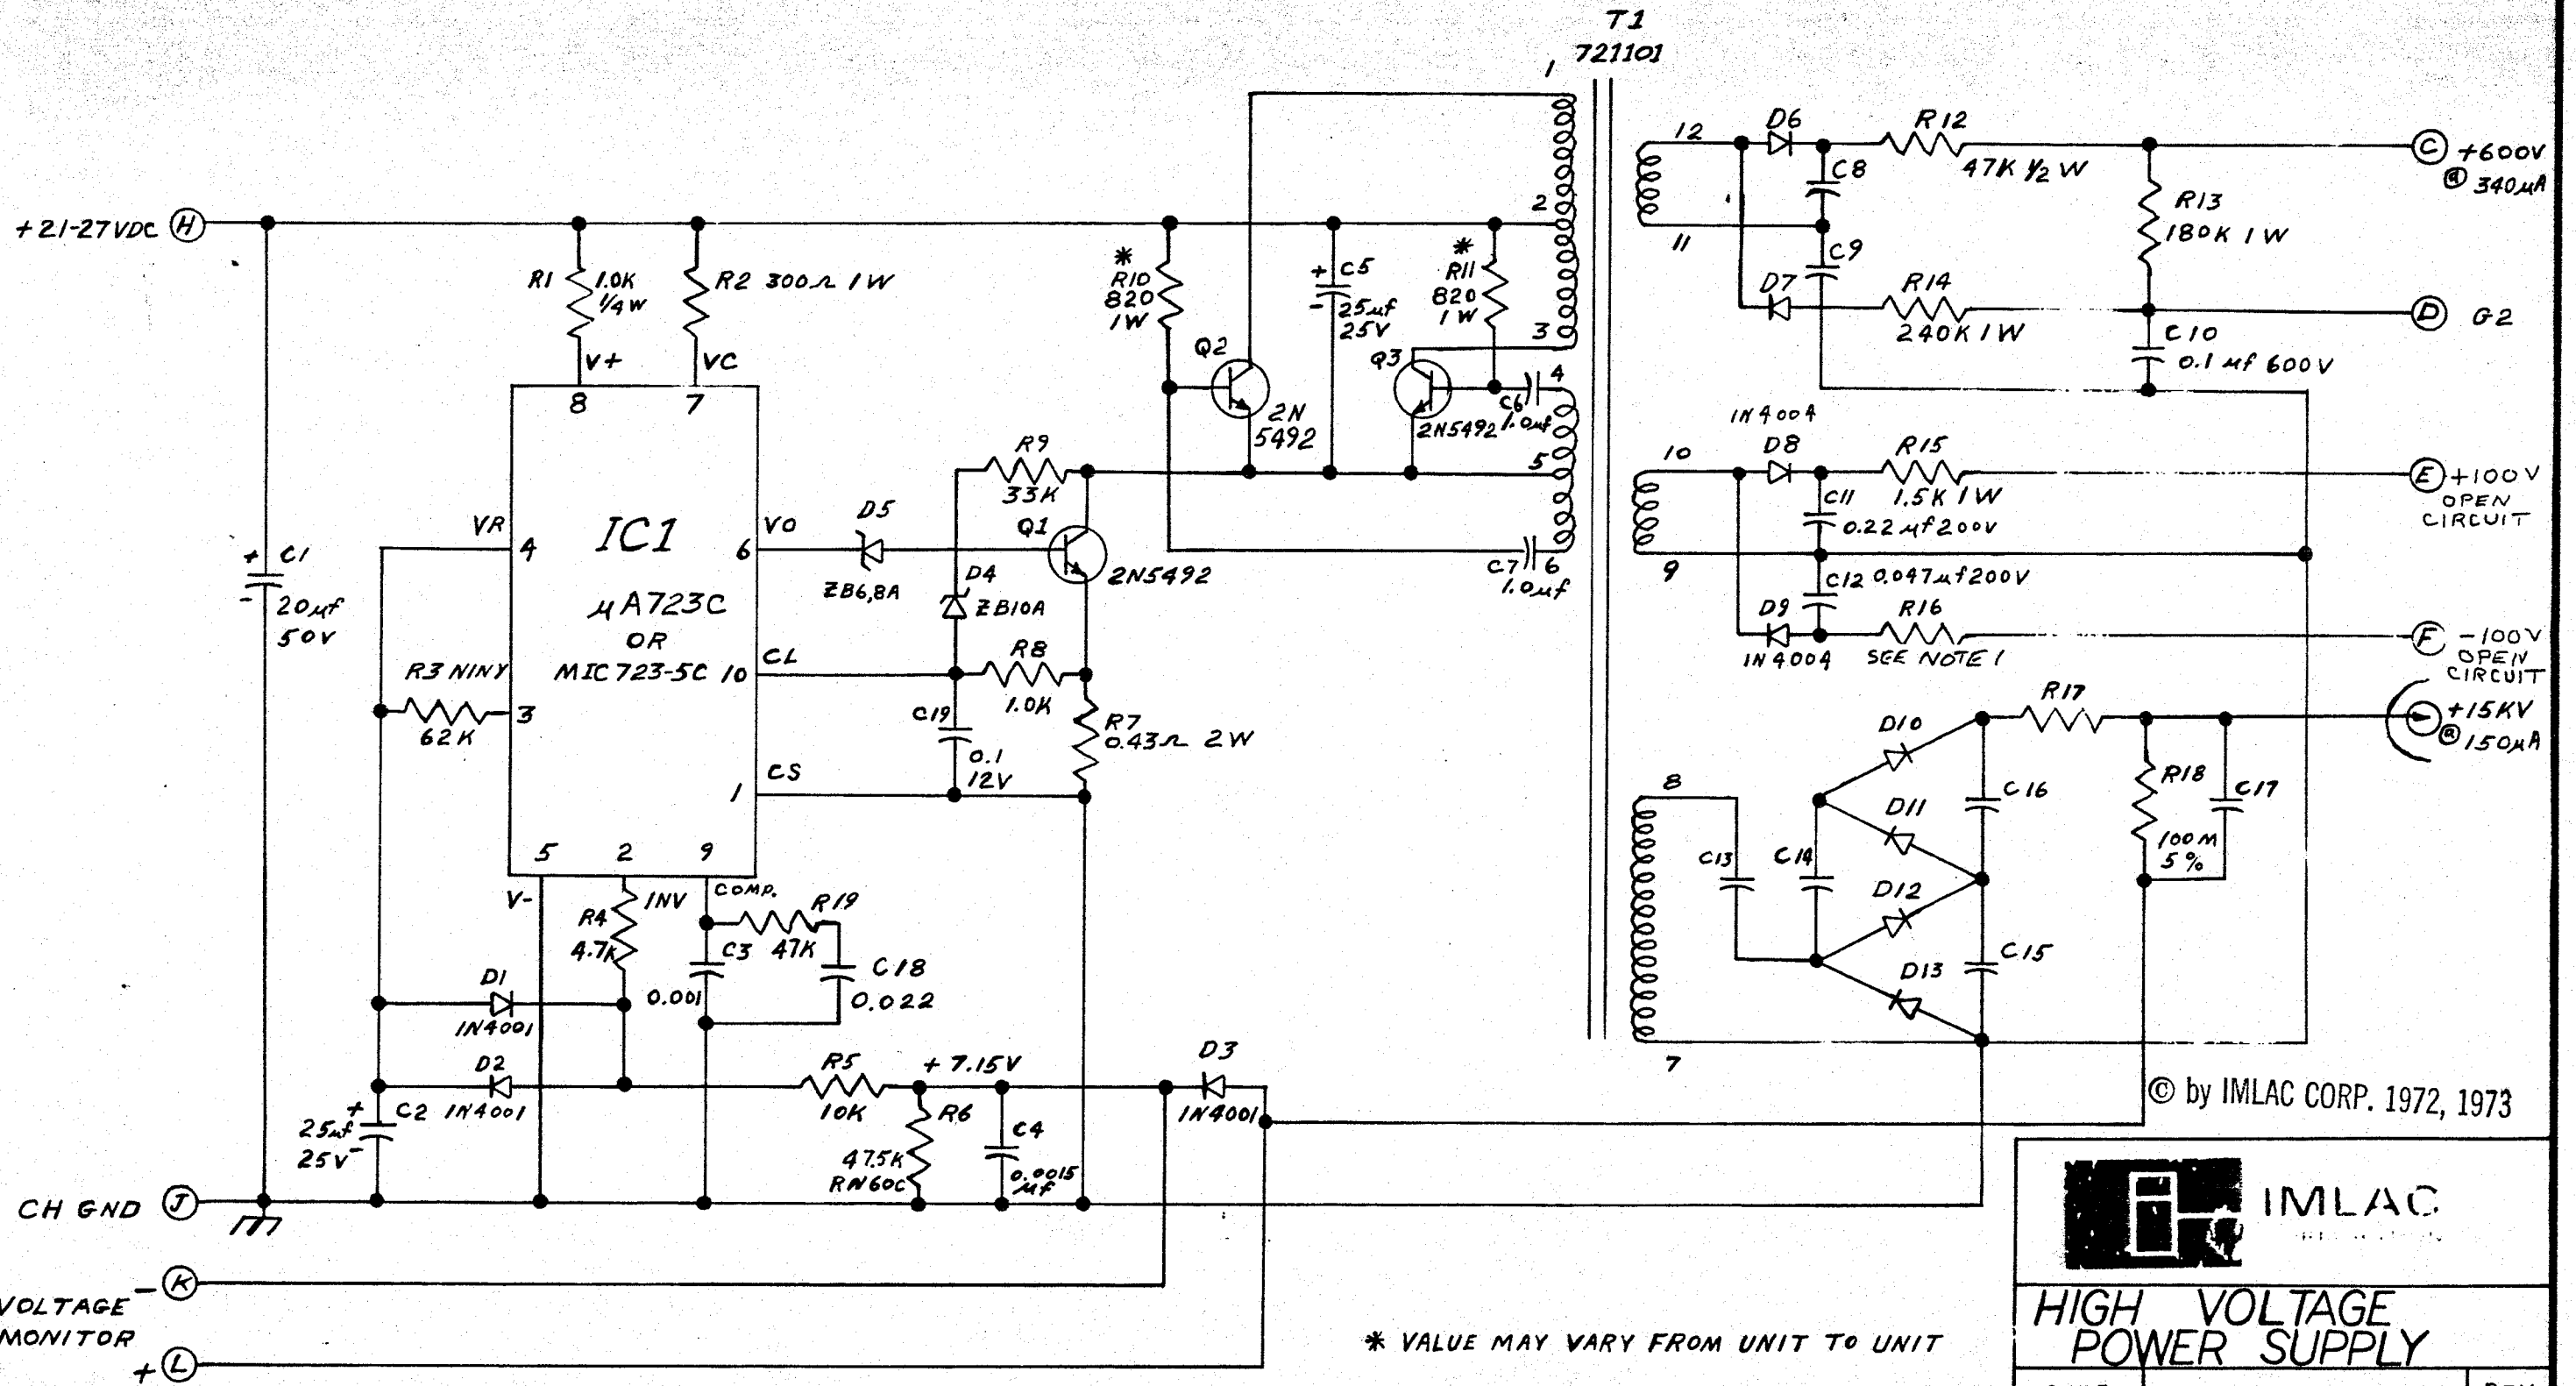 T1
721101
1
12
D6
R12
47K ½ W
C8
C +600V
@ 340µA
R13
180K 1W
2
11
C9
D7
R14
240K 1W
D G2
C10
0.1 µf 600V
+21-27VDC H
R1 1.0K
¼W
R2 300Ω 1W
*
R10
820
1W
+ C5
- 25µf
25V
*
R11
820
1W
3
Q2
2N
5492
Q3
2N5492
C6
1.0µf
4
V+
VC
8
7
1N4004
D8
R15
1.5K 1W
10
E +100V
OPEN
CIRCUIT
C11
0.22µf 200V
R9
33K
5
VR
4
IC1
µA723C
OR
MIC723-5C
6
VO
D5
ZB6,8A
Q1
2N5492
D4
ZB10A
C7
1.0µf
6
9
C12 0.047µf 200V
D9
1N4004
R16
SEE NOTE 1
F -100V
OPEN
CIRCUIT
+ C1
- 20µf
50V
R3 NINY
62K
3
10
CL
R8
1.0K
C19
0.1
12V
R7
0.43Ω 2W
CS
1
R17
+15KV
@ 150µA
D10
D11
D12
D13
C16
C15
C13
C14
R18
100M
5%
C17
8
7
5
2
9
V-
INV
COMP.
R4
4.7K
R19
47K
C3
0.001
C18
0.022
D1
1N4001
D2
1N4001
R5
10K
+7.15V
D3
1N4001
R6
47.5K
RN60C
C4
0.0015
µf
+ C2
25µf
25V -
© by IMLAC CORP. 1972, 1973
CH GND J
- K
VOLTAGE
MONITOR
+ L
* VALUE MAY VARY FROM UNIT TO UNIT
IMLAC
HIGH VOLTAGE
POWER SUPPLY